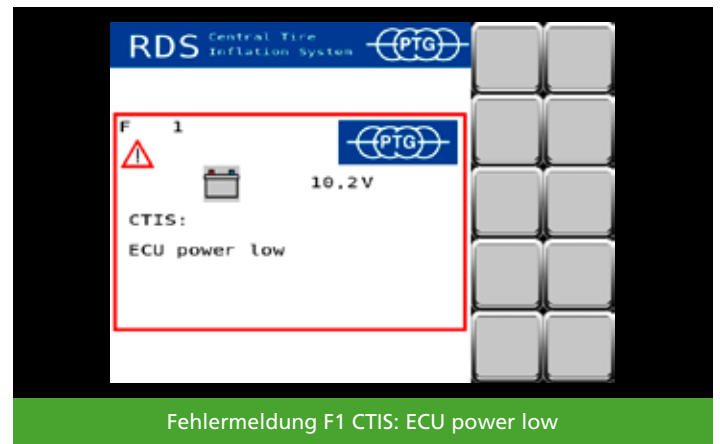 RDS Central Tire
Inflation System
PTG
F 1
PTG
10.2V
CTIS:
ECU power low
Fehlermeldung F1 CTIS: ECU power low